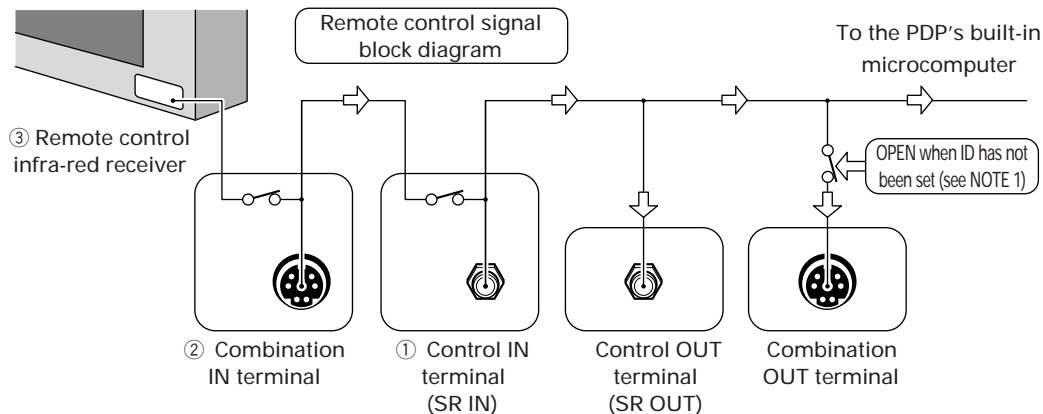 Remote control signal
block diagram
To the PDP's built-in
microcomputer
③ Remote control
infra-red receiver
OPEN when ID has not
been set (see NOTE 1)
② Combination
IN terminal
① Control IN
terminal
(SR IN)
Control OUT
terminal
(SR OUT)
Combination
OUT terminal